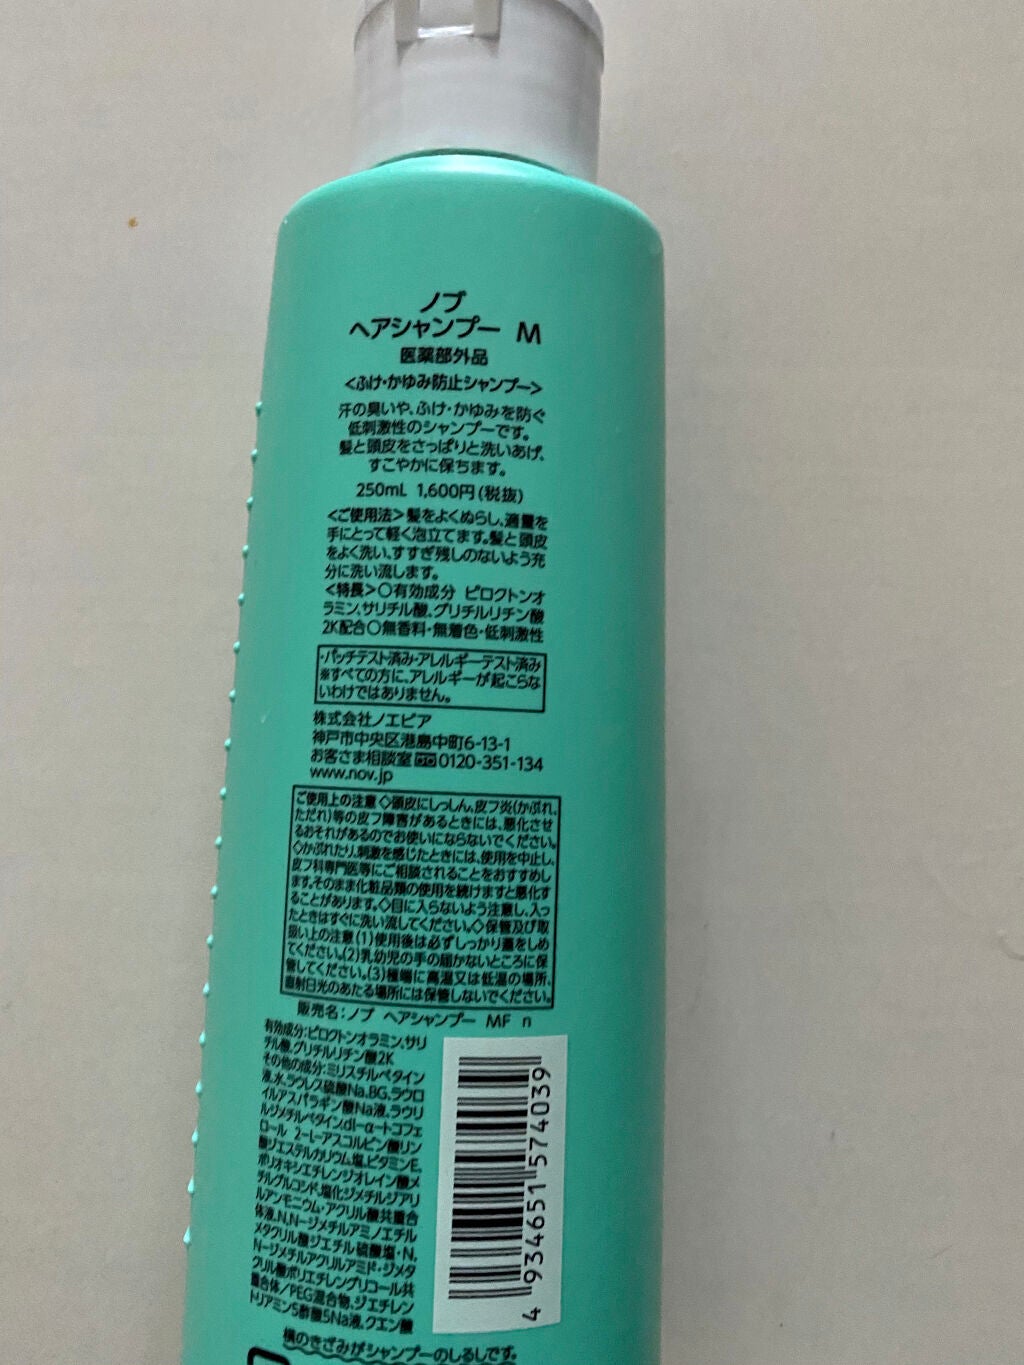 ノブ
ヘアシャンプー M
医薬部外品
<ふけ・かゆみ防止シャンプー>
汗の臭いや、ふけ・かゆみを防ぐ
低刺激性のシャンプーです。
髪と頭皮をさっぱりと洗いあげ、
すこやかに保ちます。
250mL 1,600円(税抜)
<ご使用法>髪をよくぬらし、適量を
手にとって軽く泡立てます。髪と頭皮
をよく洗い、すすぎ残しのないよう充
分に洗い流します。
<特長>○有効成分 ピロクトンオ
ラミン、サリチル酸、グリチルリチン酸
2K配合○無香料・無着色・低刺激性
・パッチテスト済み・アレルギーテスト済み
※すべての方に、アレルギーが起こらな
いわけではありません。
株式会社ノエビア
神戸市中央区港島中町6-13-1
お客さま相談室 0120-351-134
www.nov.jp
ご使用上の注意 ◇頭皮にしっしん、皮フ炎(かぶれ、
ただれ)等の皮フ障害があるときには、悪化させ
るおそれがあるのでお使いにならないでください。
◇かぶれたり、刺激を感じたときには、使用を中止し、
皮フ科専門医等にご相談されることをおすすめし
ます。そのまま化粧品類の使用を続けますと悪化す
ることがあります。◇目に入らないよう注意し、入っ
たときはすぐに洗い流してください。◇保管及び取
扱い上の注意(1)使用後は必ずしっかり蓋をしめ
てください。(2)乳幼児の手の届かないところに保
管してください。(3)極端に高温又は低温の場所、
直射日光のあたる場所には保管しないでください。
販売名:ノブ ヘアシャンプー MF n
有効成分:ピロクトンオラミン、サリ
チル酸、グリチルリチン酸2K
その他の成分:ミリスチルベタイン
液、水、ラウレス硫酸Na、BG、ラウロ
イルアスパラギン酸Na液、ラウリ
ルジメチルベタイン、dl-α-トコフェ
ロール 2-L-アスコルビン酸リン
酸ジエステルカリウム塩、ビタミンE、
ポリオキシエチレンジオレイン酸メ
チルグルコシド、塩化ジメチルジアリ
ルアンモニウム・アクリル酸共重合
体液、N,N-ジメチルアミノエチル
メタクリル酸ジエチル硫酸塩・N,
N-ジメチルアクリルアミド・ジメタ
クリル酸ポリエチレングリコール共
重合体/PEG混合物、ジエチレン
トリアミン5酢酸5Na液、クエン酸
4 934651 574039
横のきざみがシャンプーのしるしです。